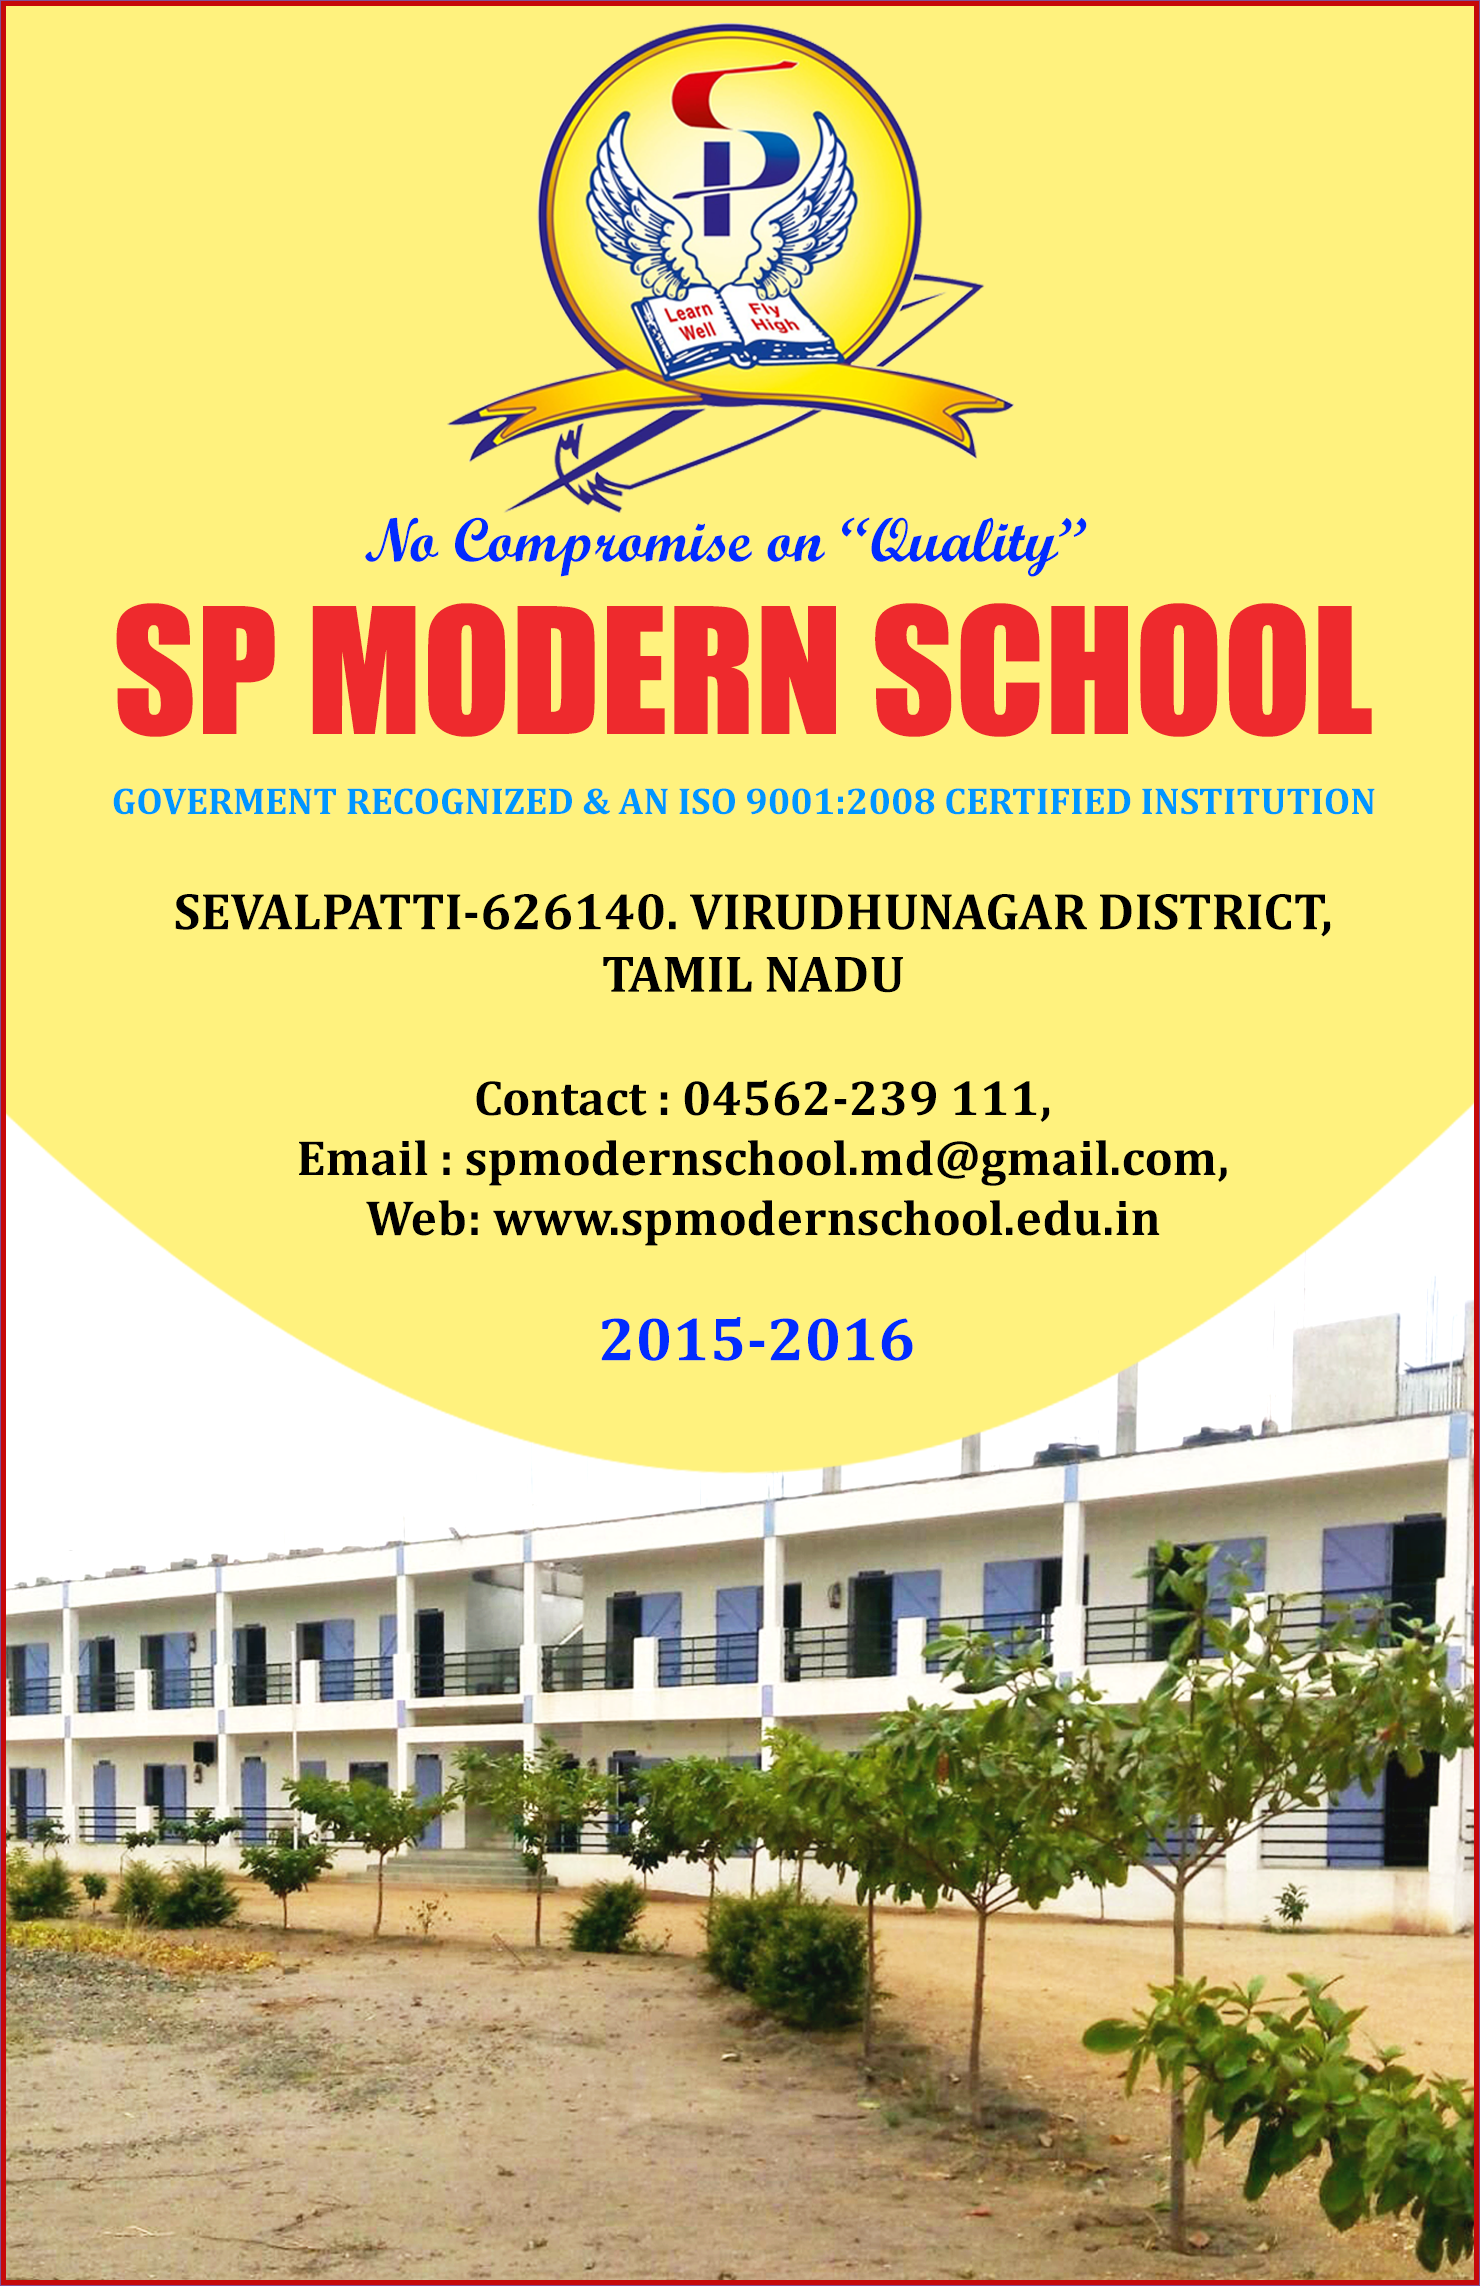 SP
Learn Well
Fly High
No Compromise on “Quality”
SP MODERN SCHOOL
GOVERMENT RECOGNIZED & AN ISO 9001:2008 CERTIFIED INSTITUTION
SEVALPATTI-626140. VIRUDHUNAGAR DISTRICT,
TAMIL NADU
Contact : 04562-239 111,
Email : spmodernschool.md@gmail.com,
Web: www.spmodernschool.edu.in
2015-2016